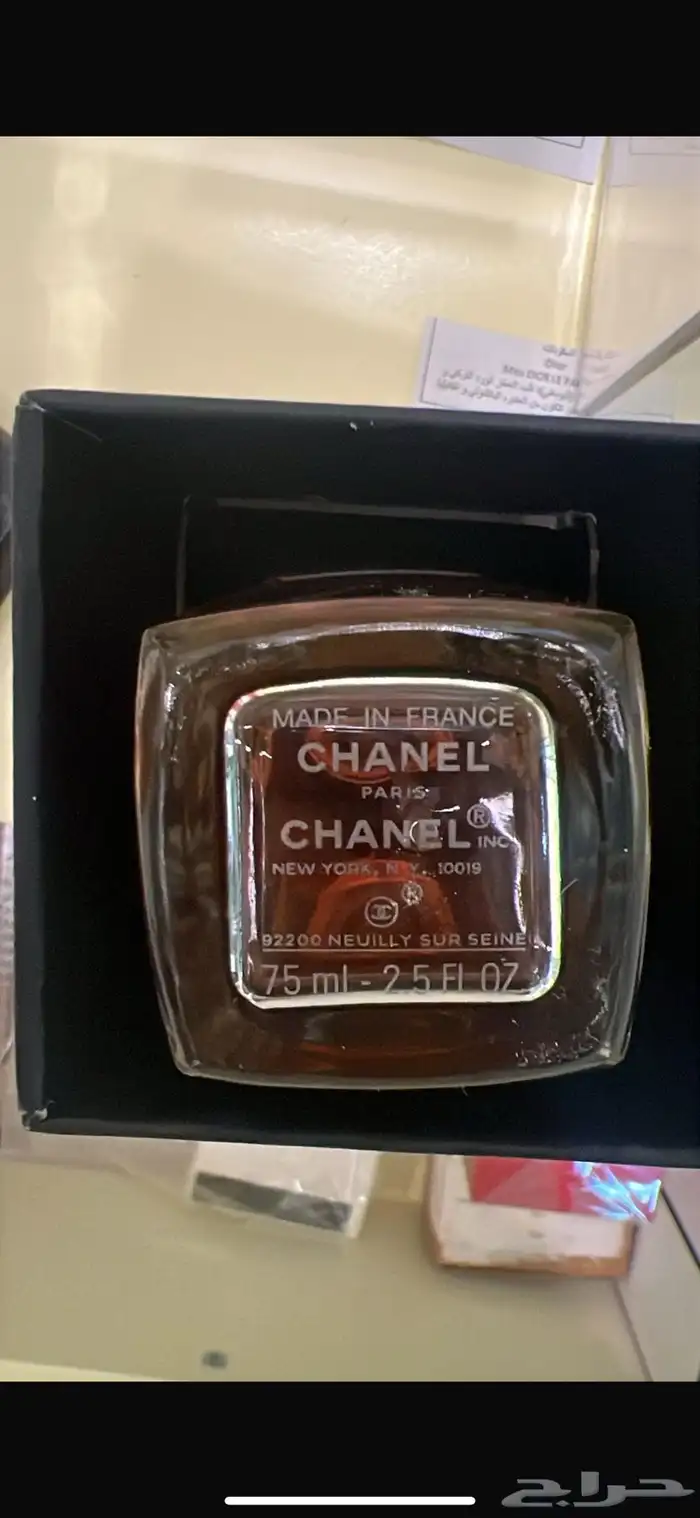 Dior
MADE IN FRANCE
CHANEL
PARIS
CHANEL® INC
NEW YORK, N.Y. 10019
®
92200 NEUILLY SUR SEINE
75 ml - 2.5 Fl OZ
حراج